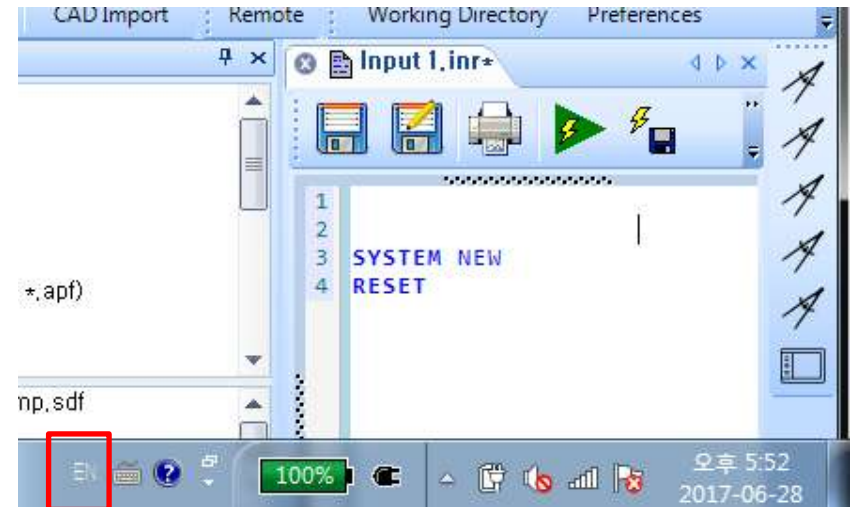 CAD Import Remote Working Directory Preferences
Input 1.inr*
1
2
3 SYSTEM NEW
4 RESET
*.apf)
mp.sdf
EN 100% 오후 5:52
2017-06-28